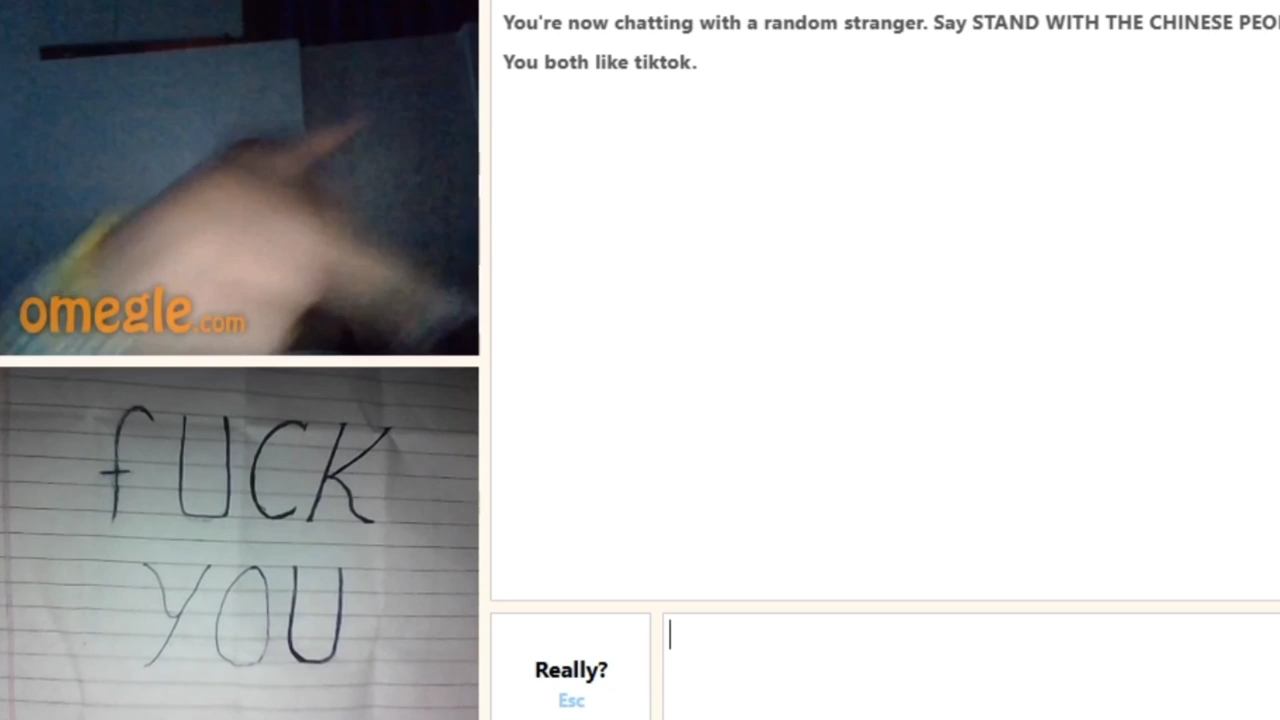 You're now chatting with a random stranger. Say STAND WITH THE CHINESE
You both like tiktok.
omegle.com
fUCK
YOU
Really?
Esc